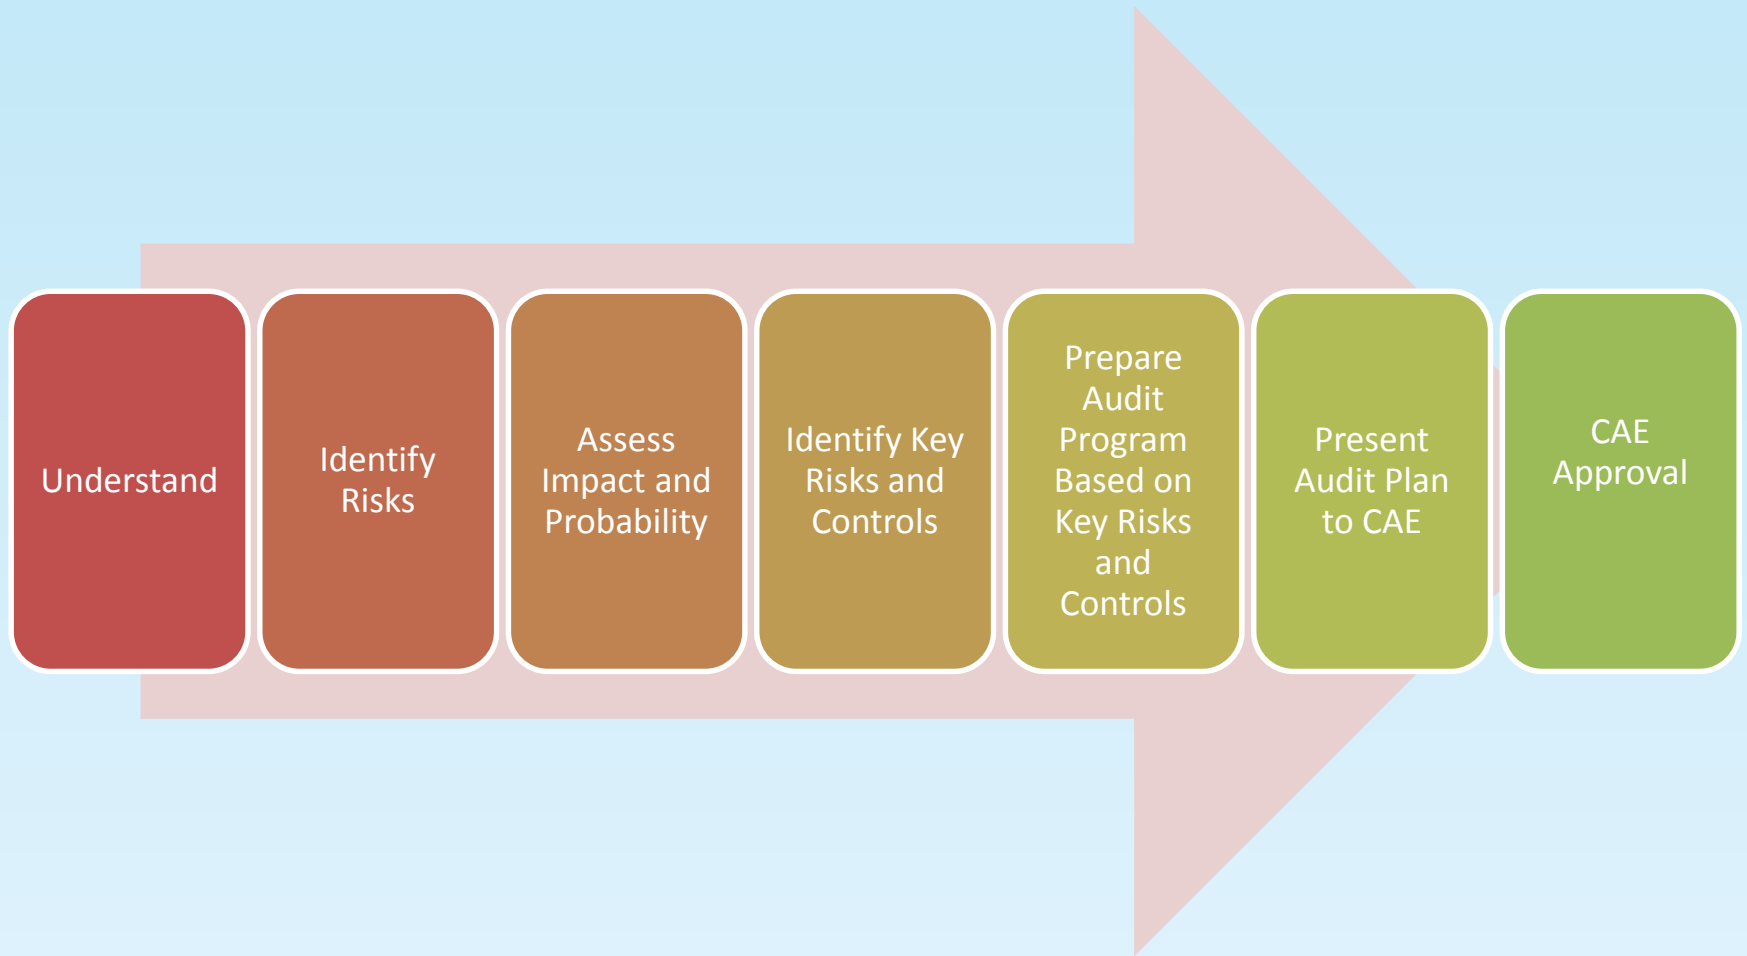 Understand
Identify
Risks
Assess
Impact and
Probability
Identify Key
Risks and
Controls
Prepare
Audit
Program
Based on
Key Risks
and
Controls
Present
Audit Plan
to CAE
CAE
Approval